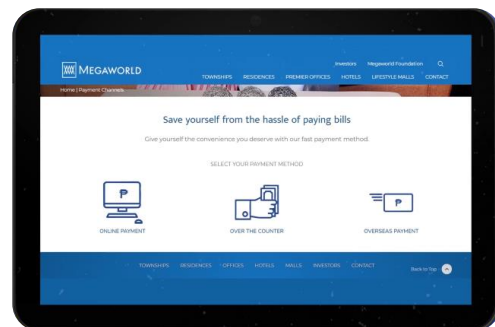 Investors Megaworld Foundation
MEGAWORLD
TOWNSHIPS RESIDENCES PREMIER OFFICES HOTELS LIFESTYLE MALLS CONTACT
Home | Payment Channels
Save yourself from the hassle of paying bills
Give yourself the convenience you deserve with our fast payment method.
SELECT YOUR PAYMENT METHOD
₱ ₱
ONLINE PAYMENT OVER THE COUNTER OVERSEAS PAYMENT
TOWNSHIPS RESIDENCES OFFICES HOTELS MALLS INVESTORS CONTACT
Back to Top